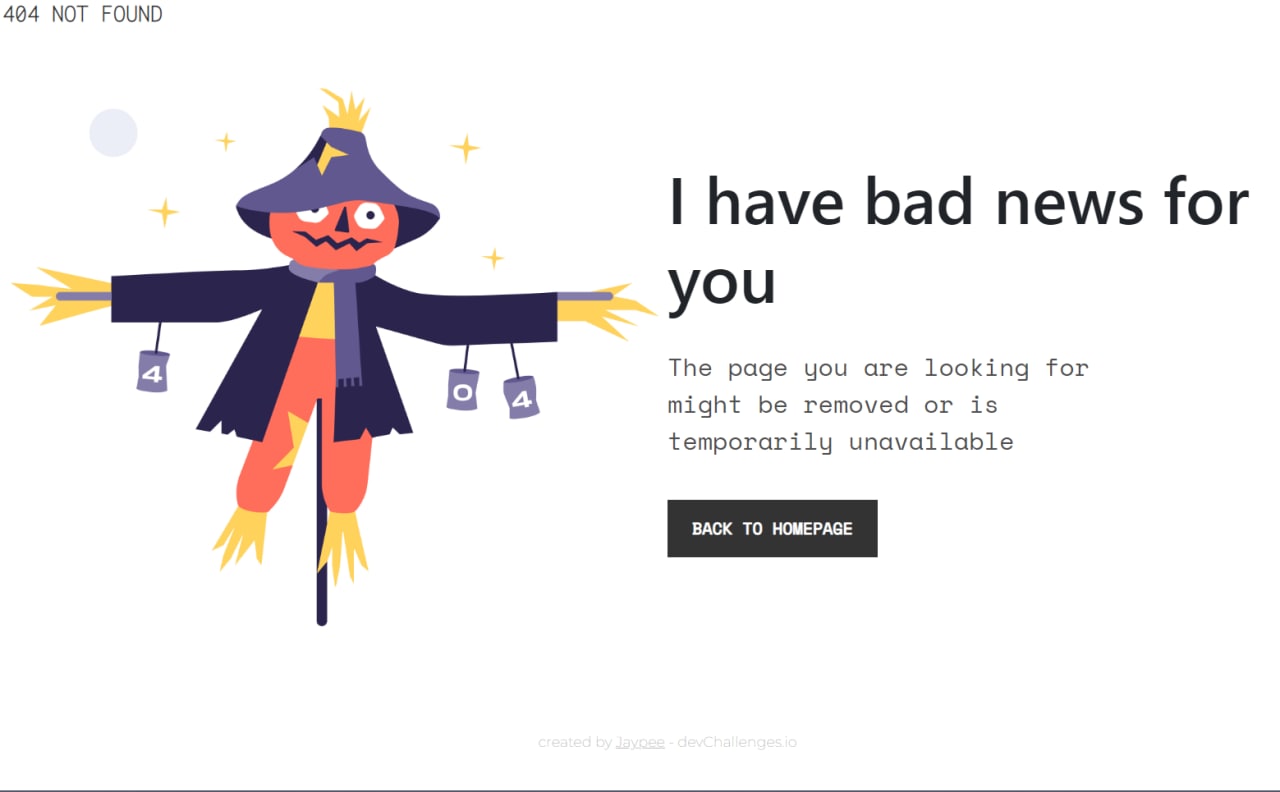 404 NOT FOUND
I have bad news for
you
The page you are looking for
might be removed or is
temporarily unavailable
BACK TO HOMEPAGE
4
0
4
created by Jaypee - devChallenges.io